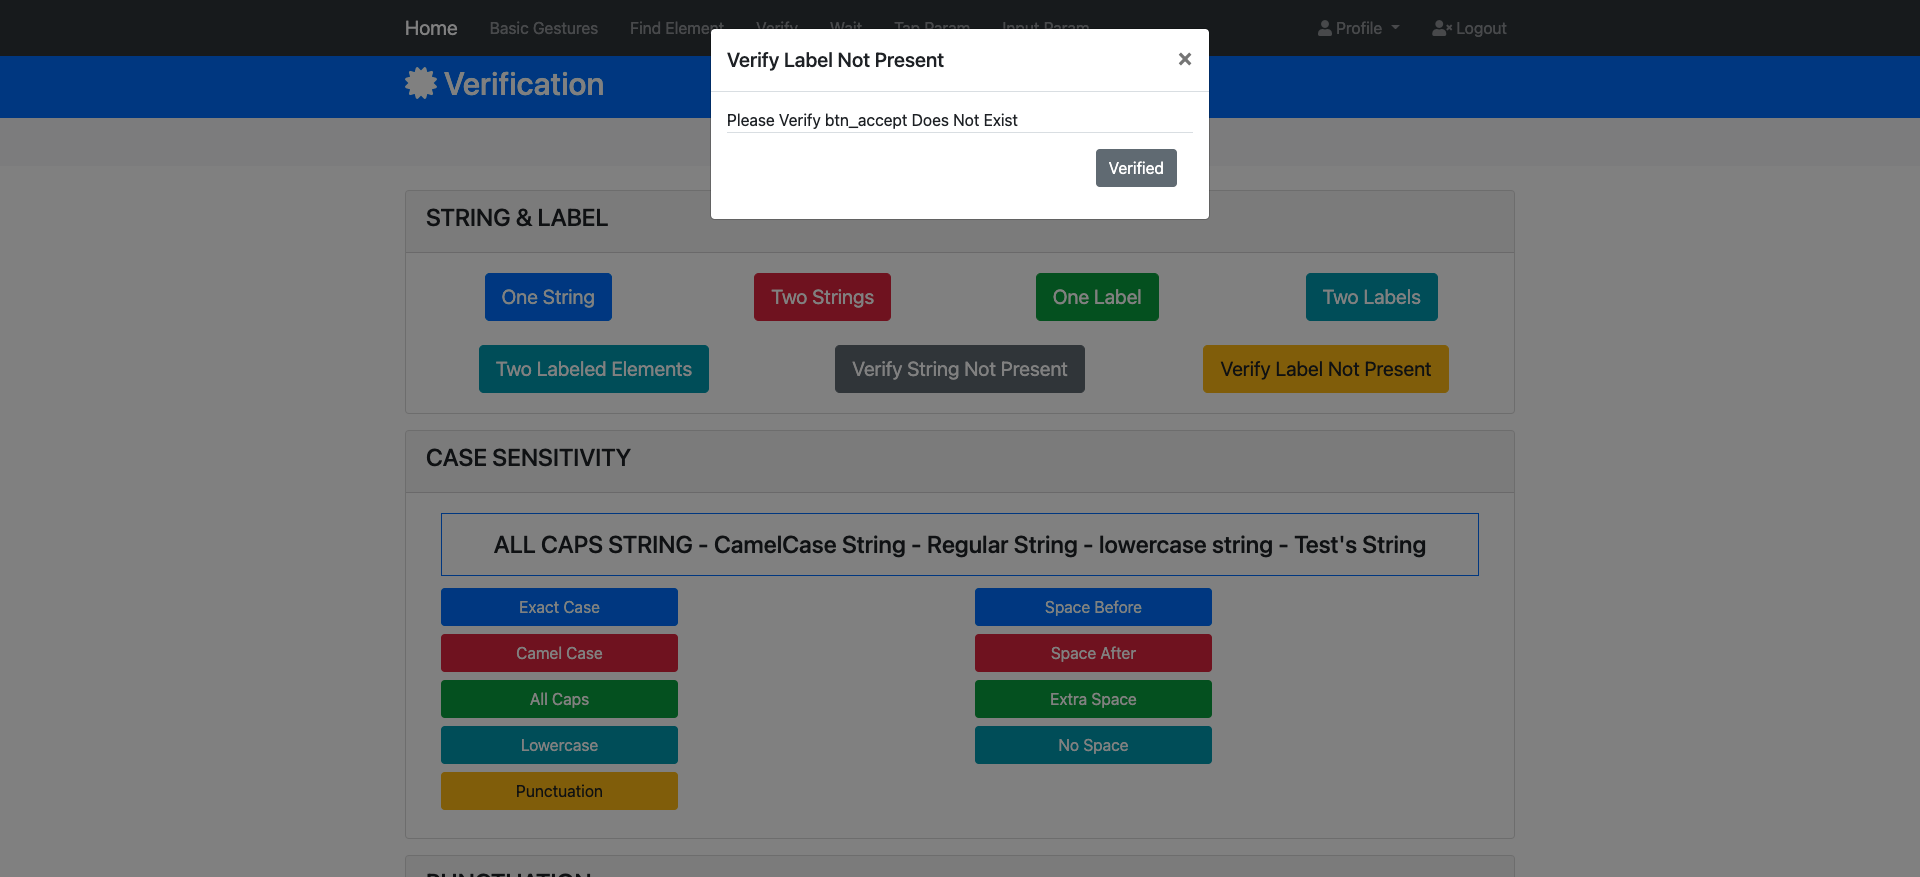 Home Basic Gestures Find Element Verify Wait Tap Param Input Param Profile Logout
Verify Label Not Present ×
Verification
Please Verify btn_accept Does Not Exist
Verified
STRING & LABEL
One String Two Strings One Label Two Labels
Two Labeled Elements Verify String Not Present Verify Label Not Present
CASE SENSITIVITY
ALL CAPS STRING - CamelCase String - Regular String - lowercase string - Test's String
Exact Case Space Before
Camel Case Space After
All Caps Extra Space
Lowercase No Space
Punctuation
PUNCTUATION